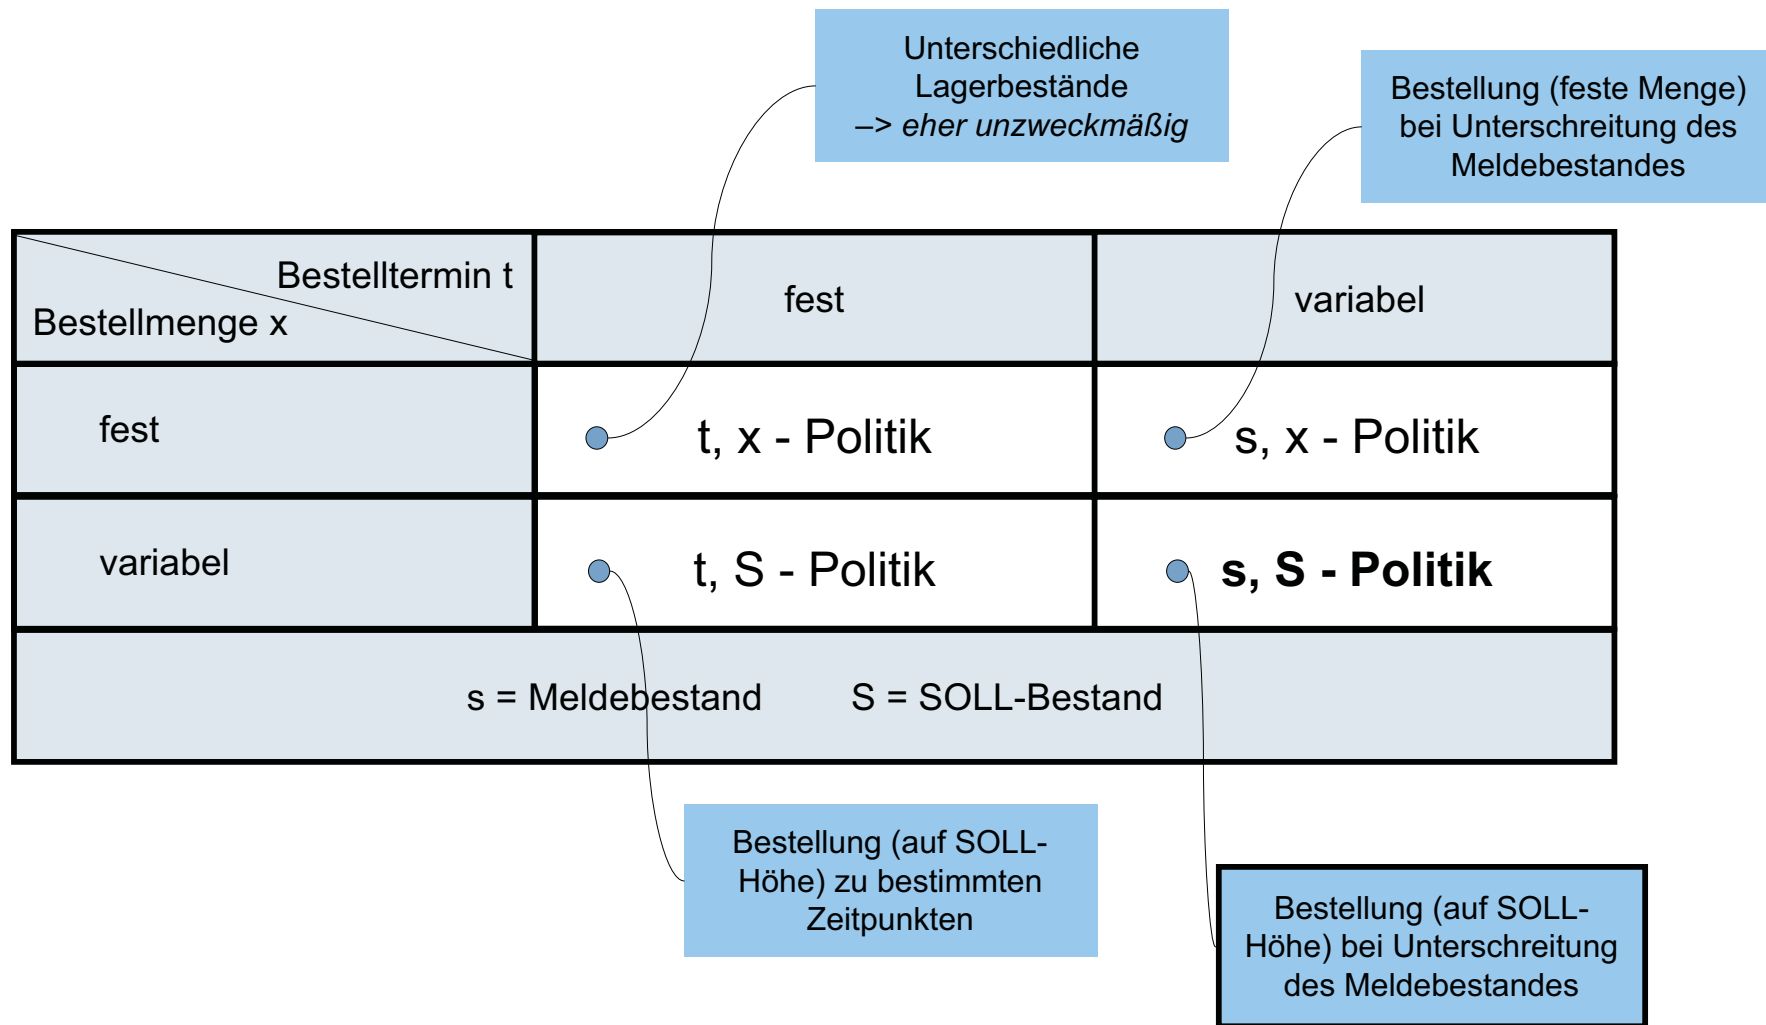 Unterschiedliche
Lagerbestände
–> eher unzweckmäßig
Bestellung (feste Menge)
bei Unterschreitung des
Meldebestandes
Bestelltermin t
Bestellmenge x
fest
variabel
fest
t, x - Politik
s, x - Politik
variabel
t, S - Politik
s, S - Politik
s = Meldebestand S = SOLL-Bestand
Bestellung (auf SOLL-
Höhe) zu bestimmten
Zeitpunkten
Bestellung (auf SOLL-
Höhe) bei Unterschreitung
des Meldebestandes